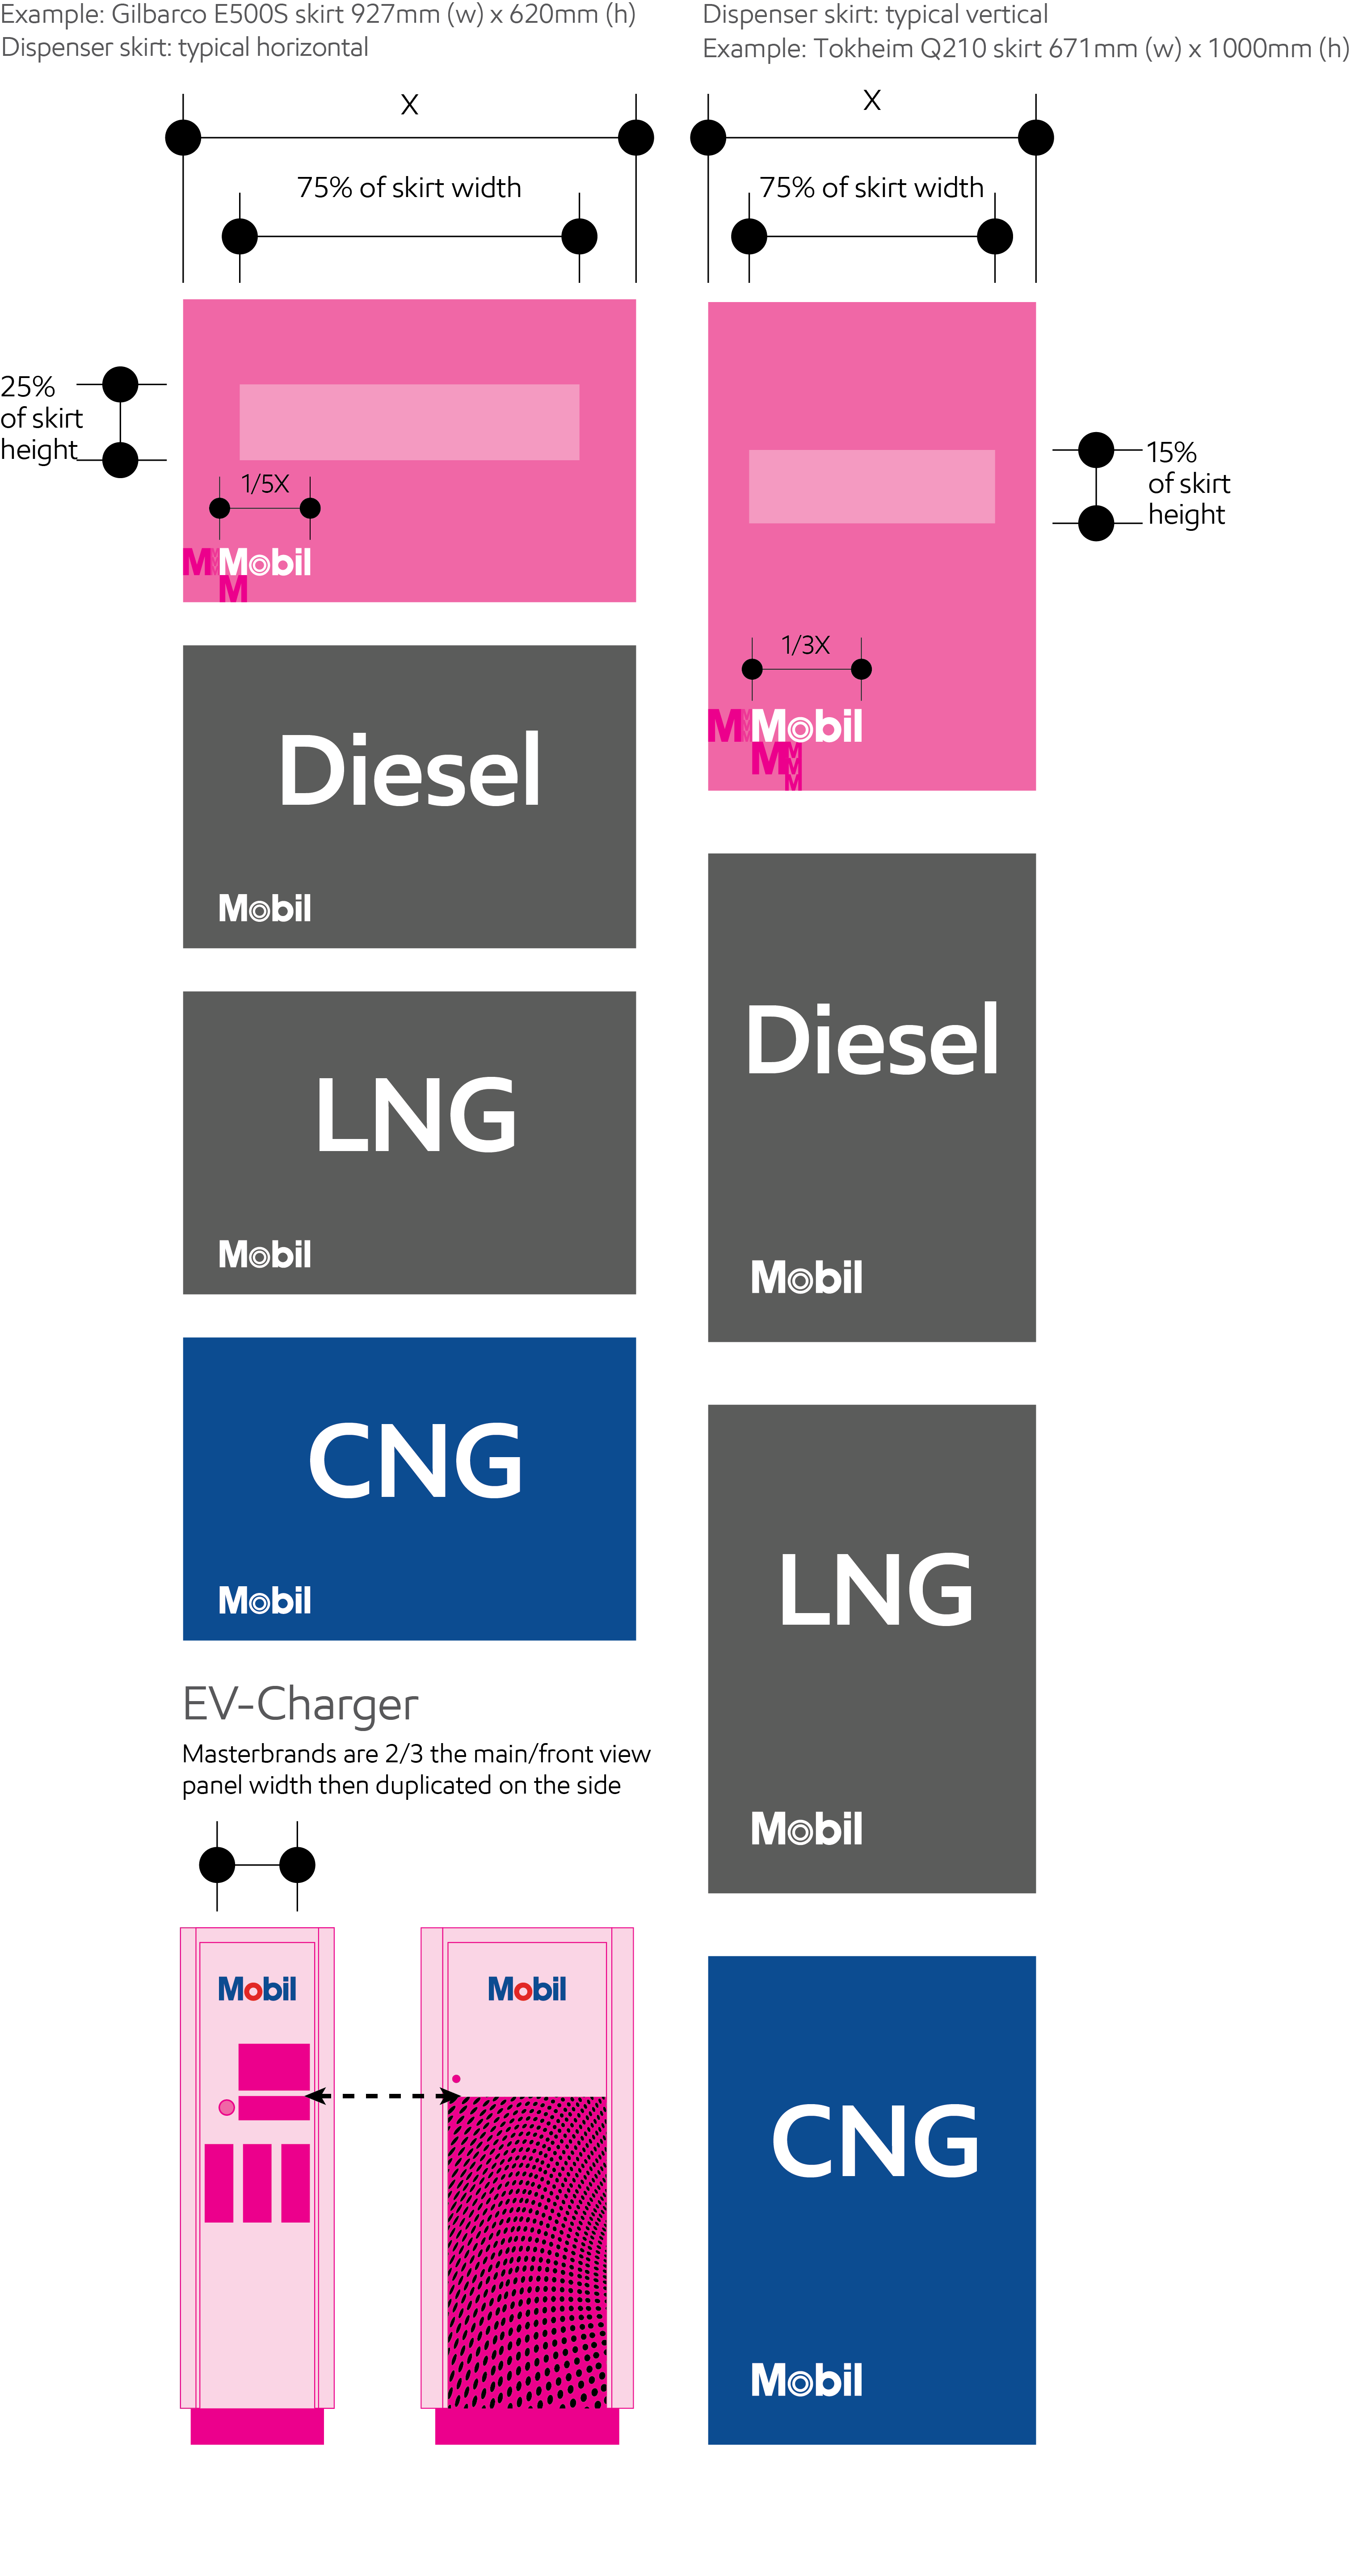 Example: Gilbarco E500S skirt 927mm (w) x 620mm (h)
Dispenser skirt: typical horizontal
X
75% of skirt width
25%
of skirt
height
1/5X
M M Mobil
M
Diesel
Mobil
LNG
Mobil
CNG
Mobil
EV-Charger
Masterbrands are 2/3 the main/front view
panel width then duplicated on the side
Mobil
Mobil
Dispenser skirt: typical vertical
Example: Tokheim Q210 skirt 671mm (w) x 1000mm (h)
X
75% of skirt width
15%
of skirt
height
1/3X
M M Mobil
M M
M
M
Diesel
Mobil
LNG
Mobil
CNG
Mobil